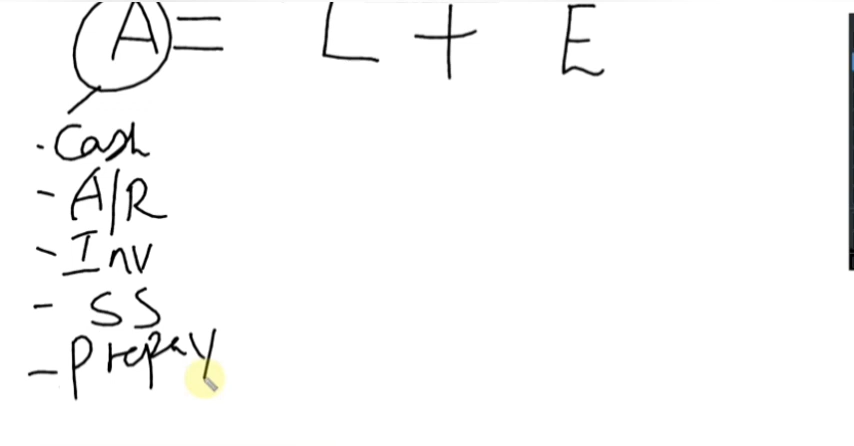 A = L + E
· Cash
- A/R
- Inv
- SS
- Prepay